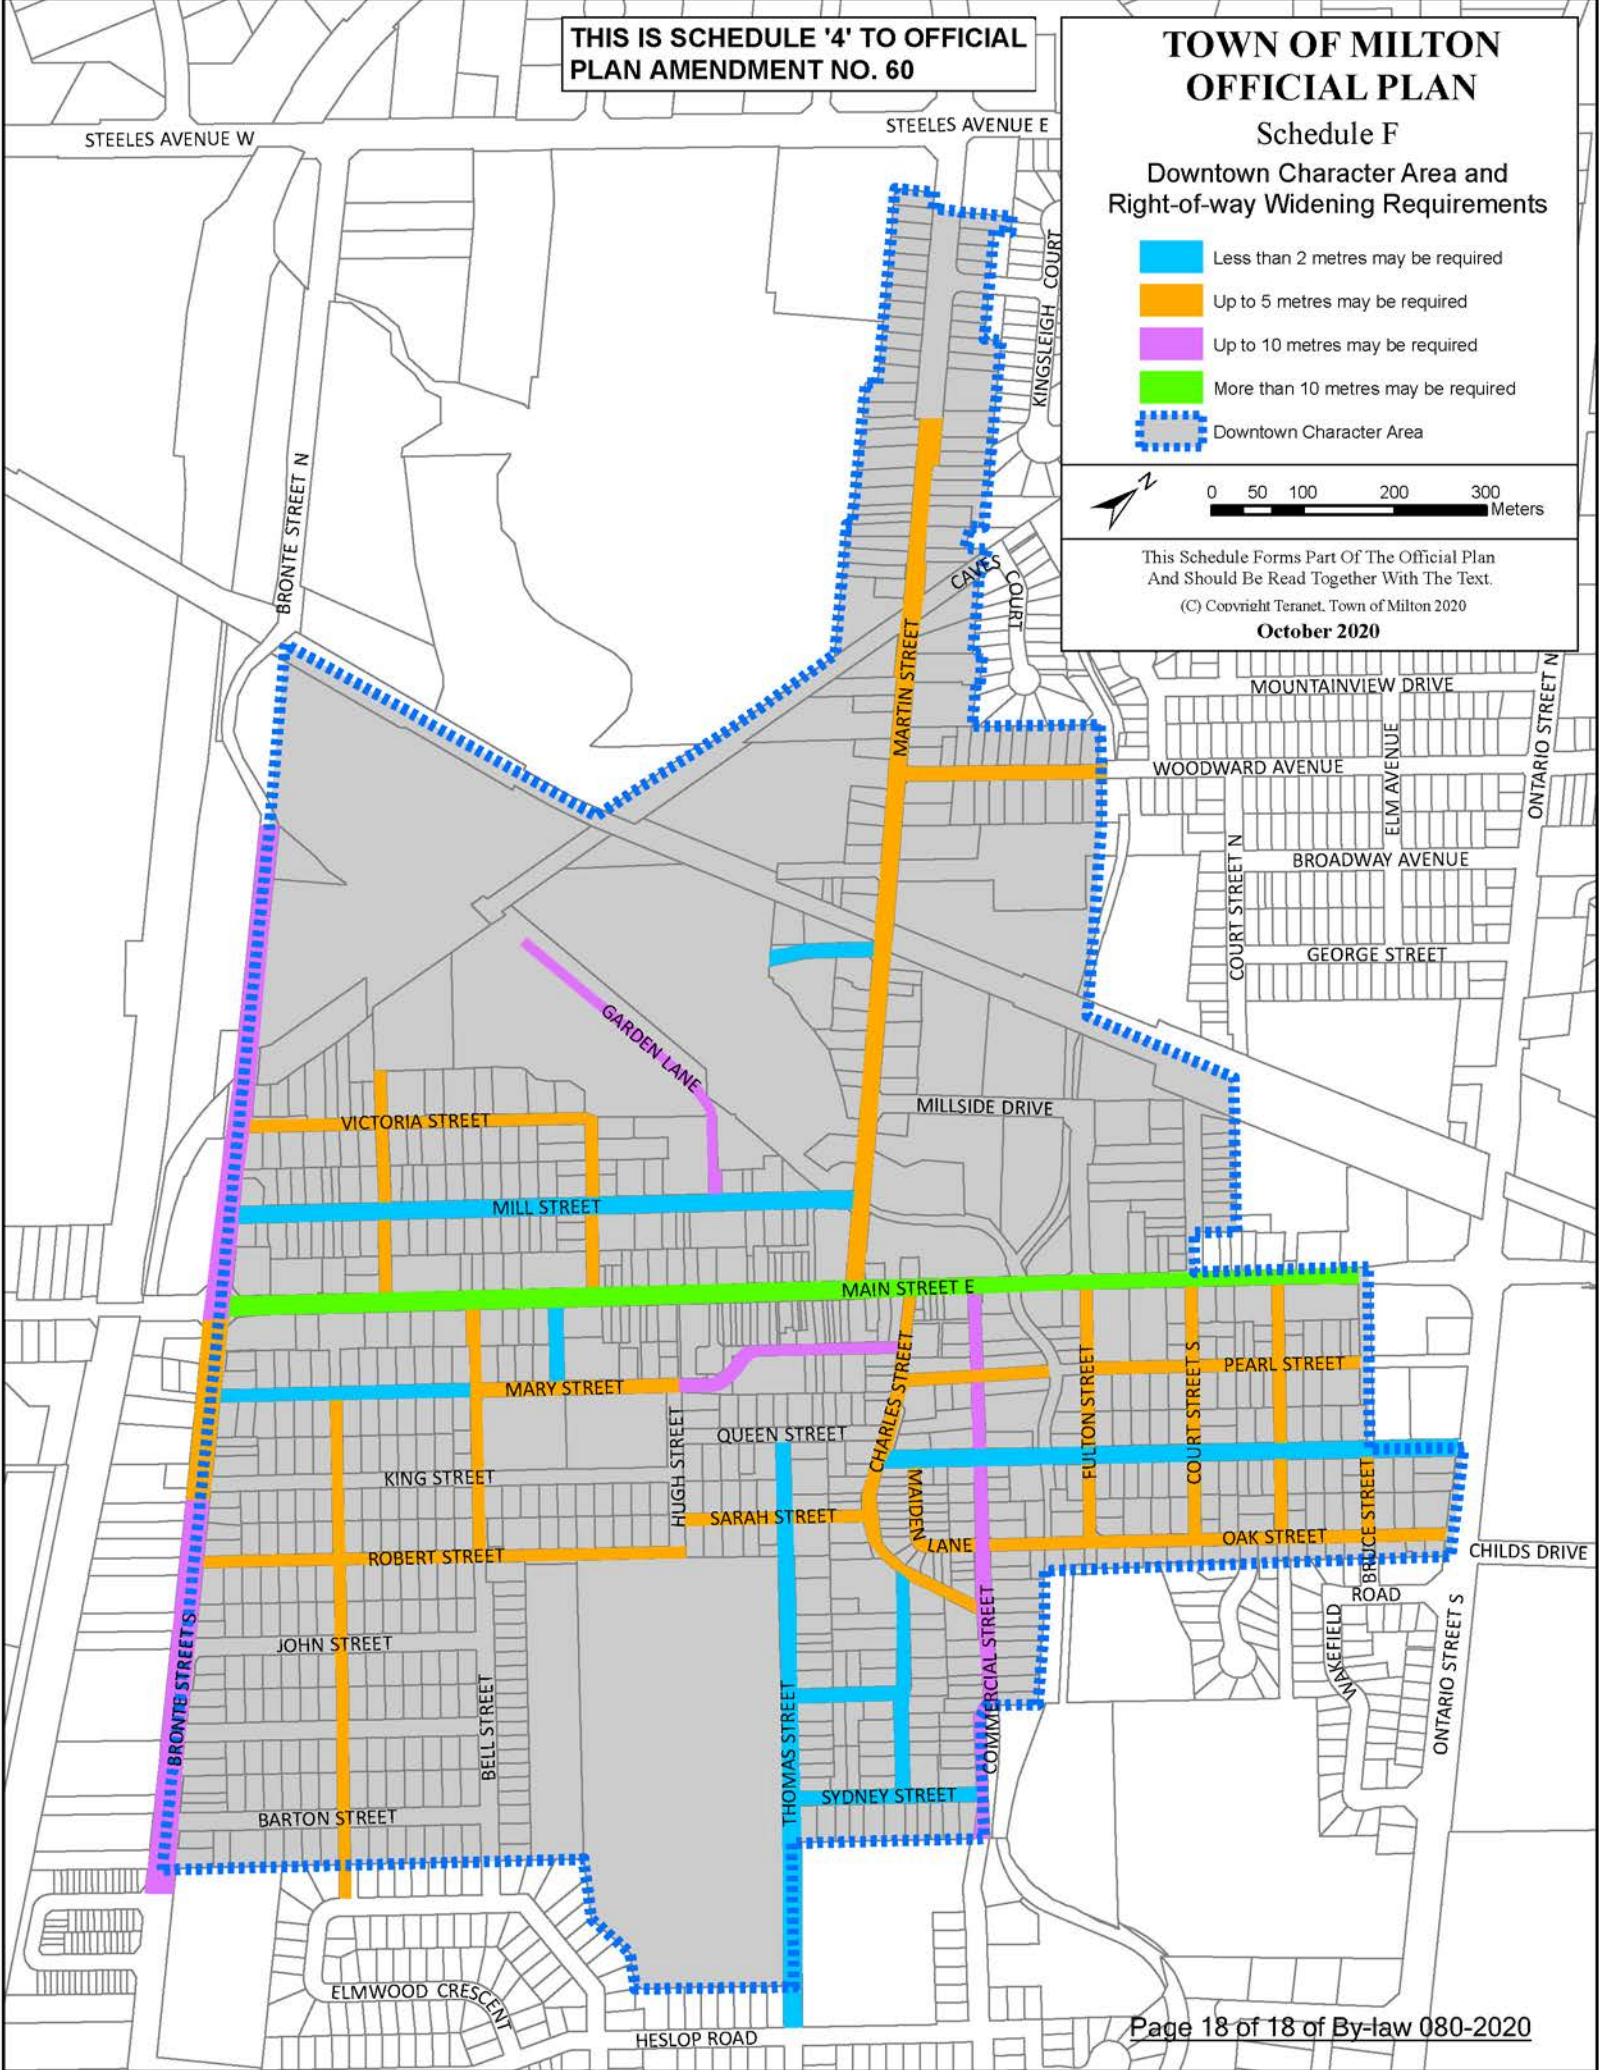 THIS IS SCHEDULE '4' TO OFFICIAL
PLAN AMENDMENT NO. 60
TOWN OF MILTON
OFFICIAL PLAN
Schedule F
Downtown Character Area and
Right-of-way Widening Requirements
Less than 2 metres may be required
Up to 5 metres may be required
Up to 10 metres may be required
More than 10 metres may be required
Downtown Character Area
N
0 50 100 200 300
Meters
This Schedule Forms Part Of The Official Plan
And Should Be Read Together With The Text.
(C) Copyright Teranet, Town of Milton 2020
October 2020
STEELES AVENUE W
STEELES AVENUE E
KINGSLEIGH COURT
BRONTE STREET N
CAVES COURT
MARTIN STREET
MOUNTAINVIEW DRIVE
ONTARIO STREET N
WOODWARD AVENUE
ELM AVENUE
BROADWAY AVENUE
COURT STREET N
GEORGE STREET
GARDEN LANE
MILLSIDE DRIVE
VICTORIA STREET
MILL STREET
MAIN STREET E
PEARL STREET
MARY STREET
CHARLES STREET
FULTON STREET
COURT STREET S
QUEEN STREET
HUGH STREET
KING STREET
MAIDEN LANE
SARAH STREET
OAK STREET
BRUCE STREET
ROBERT STREET
CHILDS DRIVE
WAKEFIELD ROAD
BRONTE STREET S
JOHN STREET
BELL STREET
THOMAS STREET
COMMERCIAL STREET
ONTARIO STREET S
SYDNEY STREET
BARTON STREET
ELMWOOD CRESCENT
HESLOP ROAD
Page 18 of 18 of By-law 080-2020